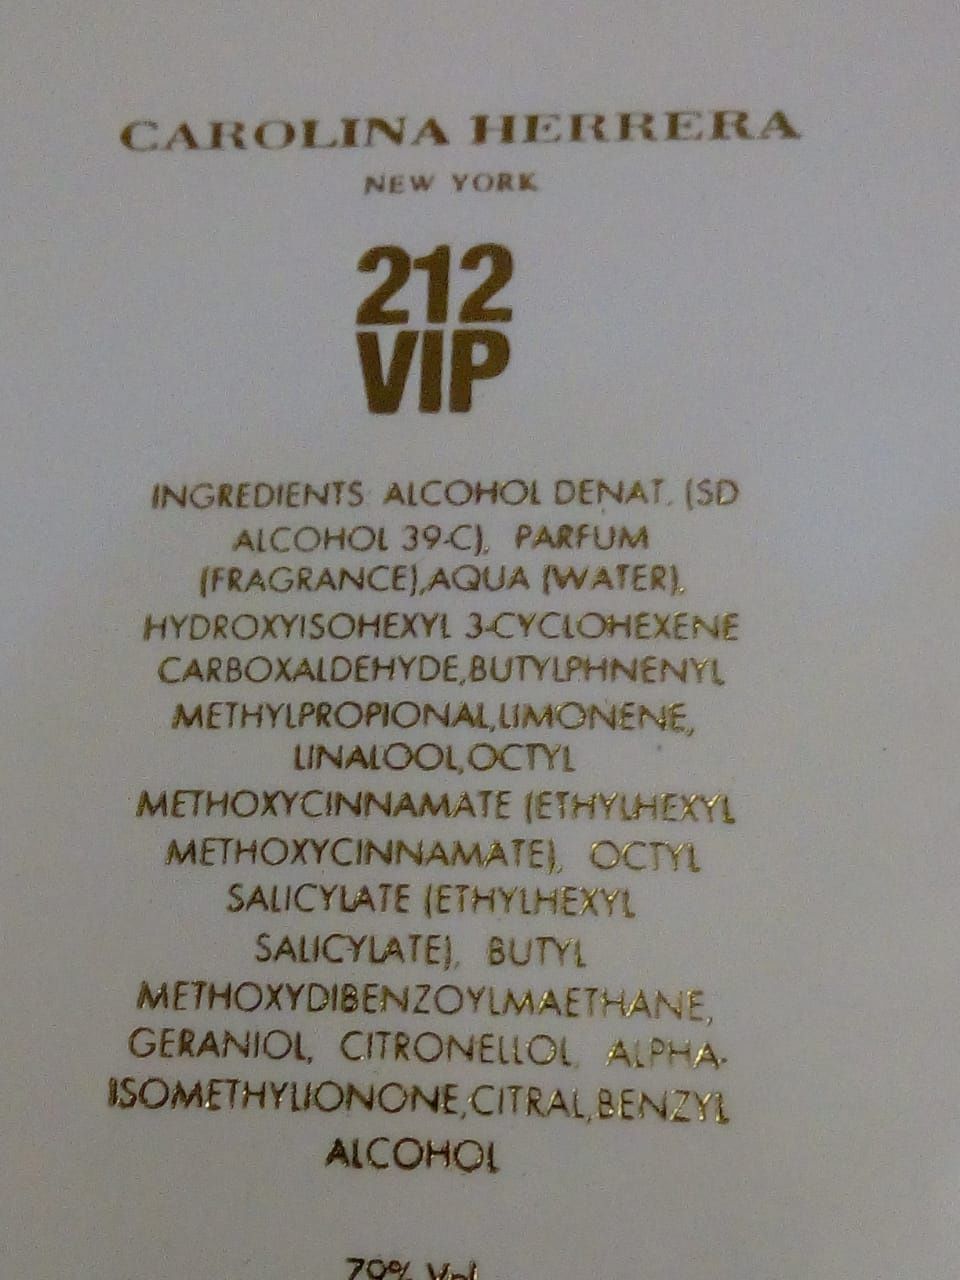 CAROLINA HERRERA
NEW YORK
212
VIP
INGREDIENTS: ALCOHOL DENAT. (SD
ALCOHOL 39-C), PARFUM
(FRAGRANCE),AQUA (WATER),
HYDROXYISOHEXYL 3-CYCLOHEXENE
CARBOXALDEHYDE,BUTYLPHNENYL
METHYLPROPIONAL,LIMONENE,
LINALOOL,OCTYL
METHOXYCINNAMATE (ETHYLHEXYL
METHOXYCINNAMATE), OCTYL
SALICYLATE (ETHYLHEXYL
SALICYLATE), BUTYL
METHOXYDIBENZOYLMAETHANE,
GERANIOL, CITRONELLOL, ALPHA-
ISOMETHYLIONONE,CITRAL,BENZYL
ALCOHOL
79% Vol